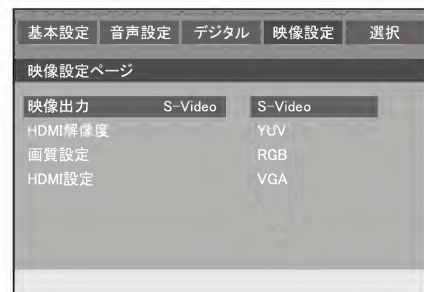 基本設定 音声設定 デジタル 映像設定 選択
映像設定ページ
映像出力 S-Video S-Video
HDMI解像度 YUV
画質設定 RGB
HDMI設定 VGA